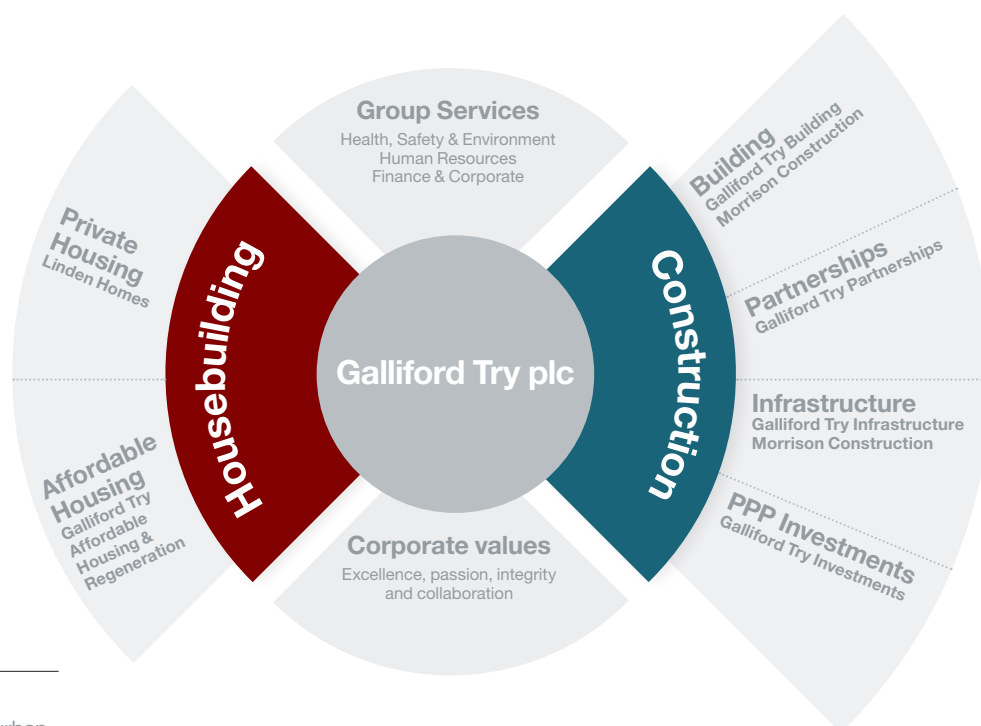 Group Services
Health, Safety & Environment
Human Resources
Finance & Corporate
Private
Housing
Linden Homes
Affordable
Housing
Galliford Try
Affordable
Housing &
Regeneration
Housebuilding
Galliford Try plc
Construction
Building
Galliford Try Building
Morrison Construction
Partnerships
Galliford Try Partnerships
Infrastructure
Galliford Try Infrastructure
Morrison Construction
PPP Investments
Galliford Try Investments
Corporate values
Excellence, passion, integrity
and collaboration